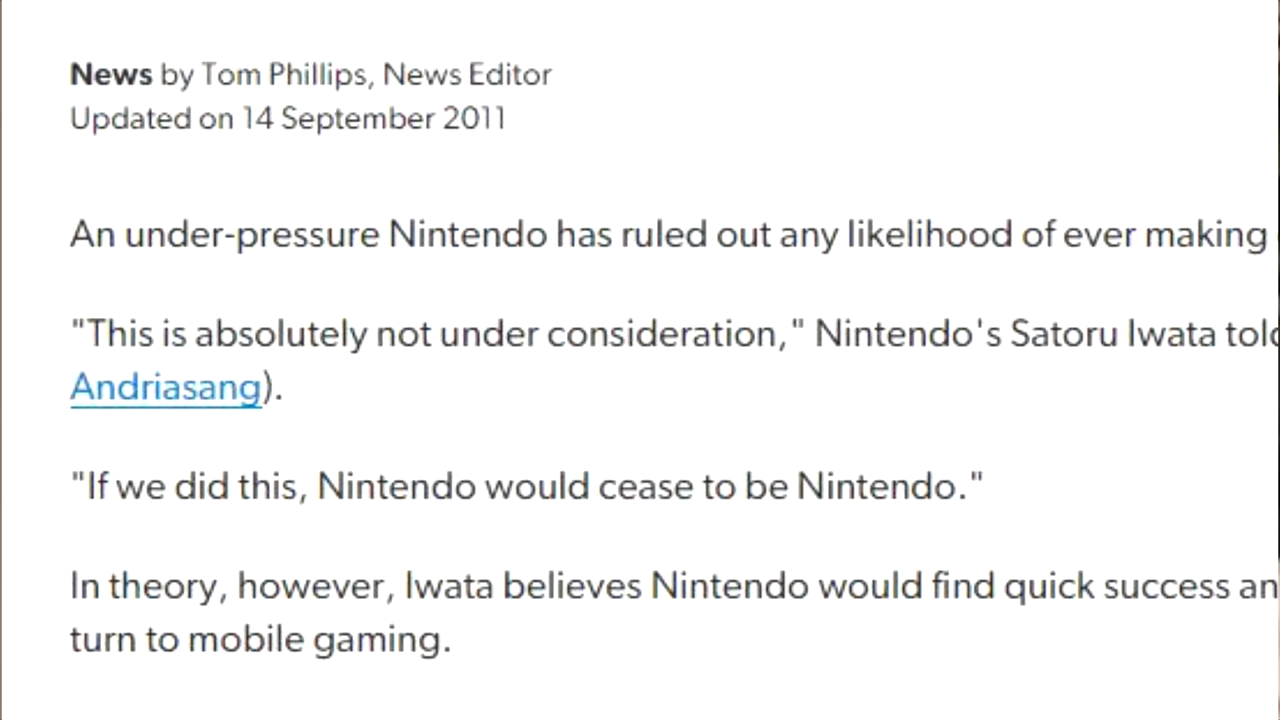 News by Tom Phillips, News Editor
Updated on 14 September 2011
An under-pressure Nintendo has ruled out any likelihood of ever making
"This is absolutely not under consideration," Nintendo's Satoru Iwata
Andriasang).
"If we did this, Nintendo would cease to be Nintendo."
In theory, however, Iwata believes Nintendo would find quick success
turn to mobile gaming.